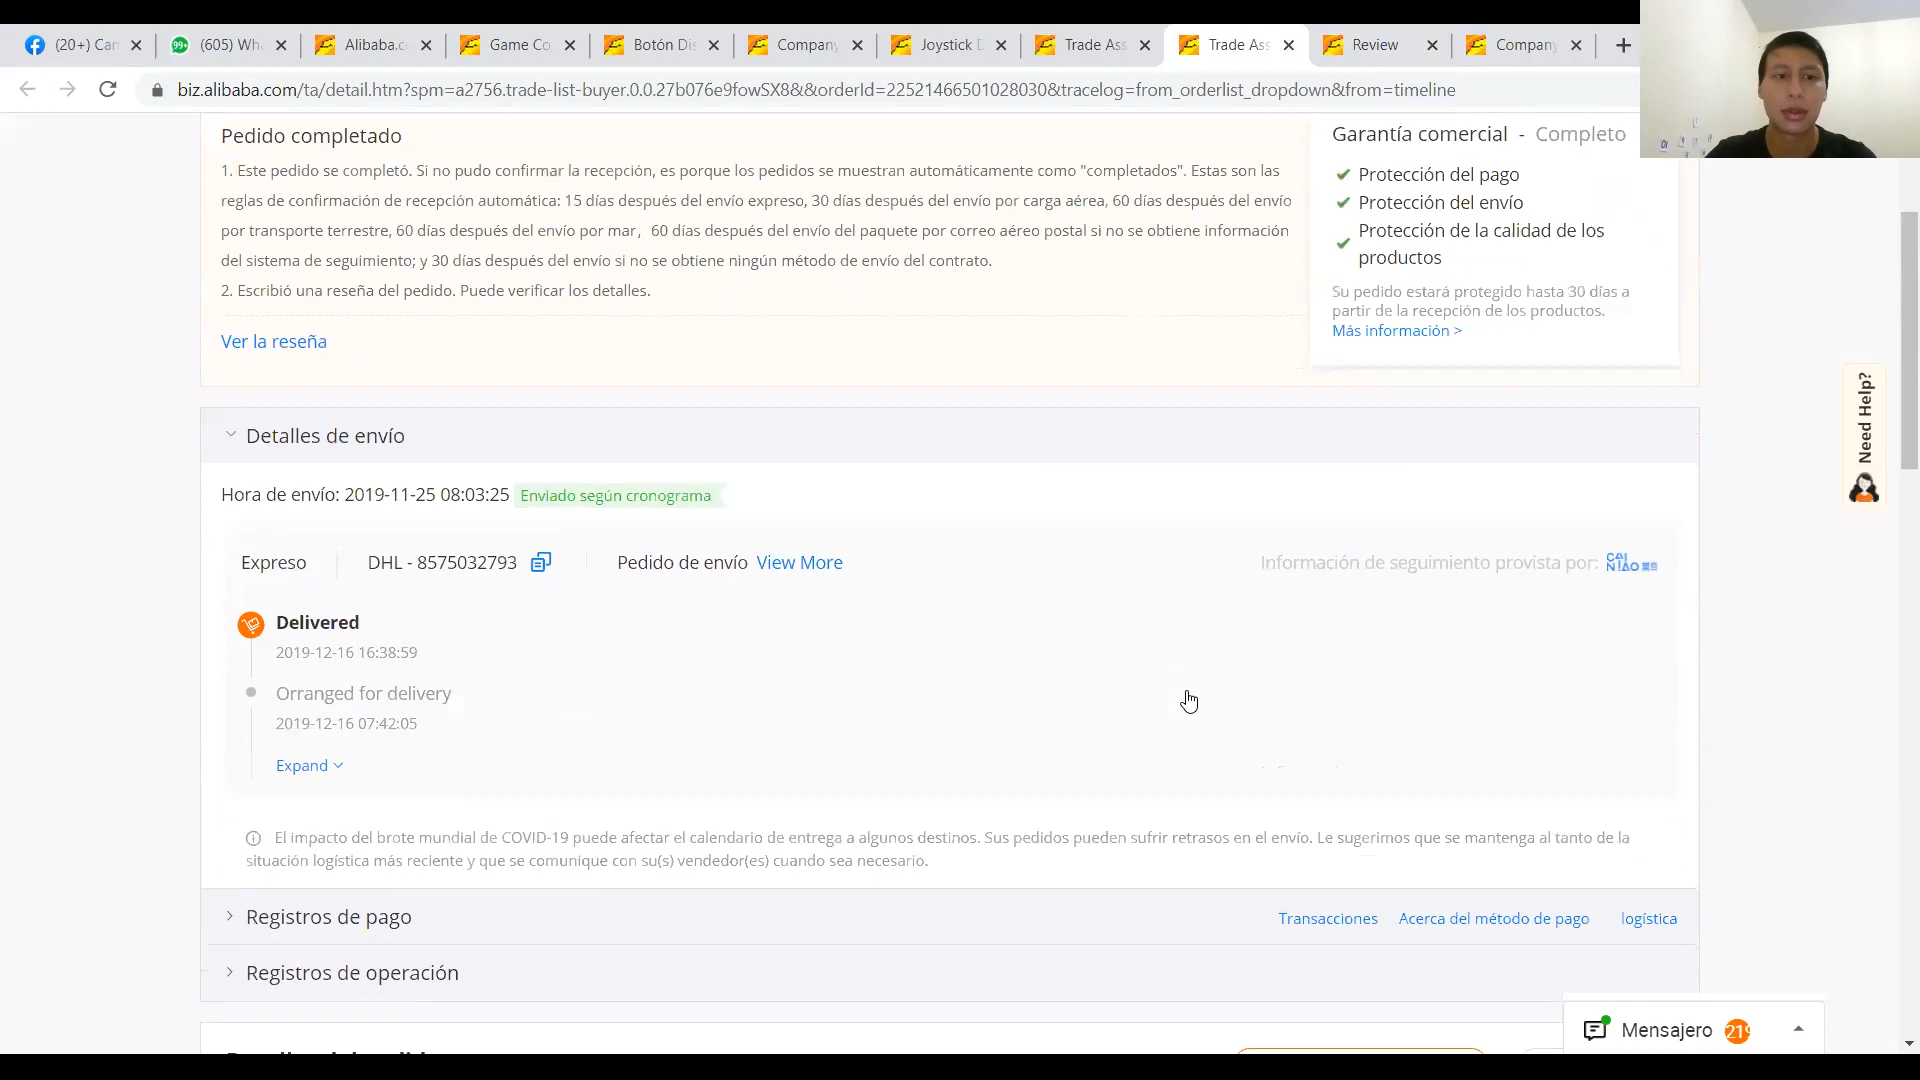 (20+) Can
99+ (605) Wh
Alibaba.c
Game Co
Botón Di
Company
Joystick D
Trade Ass
Trade Ass
Review
Company
biz.alibaba.com/ta/detail.htm?spm=a2756.trade-list-buyer.0.0.27b076e9fowSX8&&orderId=22521466501028030&tracelog=from_orderlist_dropdown&from=timeline
Pedido completado
1. Este pedido se completó. Si no pudo confirmar la recepción, es porque los pedidos se muestran automáticamente como "completados". Estas son las
reglas de confirmación de recepción automática: 15 días después del envío expreso, 30 días después del envío por carga aérea, 60 días después del envío
por transporte terrestre, 60 días después del envío por mar, 60 días después del envío del paquete por correo aéreo postal si no se obtiene información
del sistema de seguimiento; y 30 días después del envío si no se obtiene ningún método de envío del contrato.
2. Escribió una reseña del pedido. Puede verificar los detalles.
Ver la reseña
Garantía comercial - Completo
Protección del pago
Protección del envío
Protección de la calidad de los
productos
Su pedido estará protegido hasta 30 días a
partir de la recepción de los productos.
Más información >
Need Help?
Detalles de envío
Hora de envío: 2019-11-25 08:03:25 Enviado según cronograma
Expreso DHL - 8575032793 Pedido de envío View More Información de seguimiento provista por: CAI NIAO
Delivered
2019-12-16 16:38:59
Orranged for delivery
2019-12-16 07:42:05
Expand
El impacto del brote mundial de COVID-19 puede afectar el calendario de entrega a algunos destinos. Sus pedidos pueden sufrir retrasos en el envío. Le sugerimos que se mantenga al tanto de la
situación logística más reciente y que se comunique con su(s) vendedor(es) cuando sea necesario.
Registros de pago Transacciones Acerca del método de pago logística
Registros de operación
Mensajero